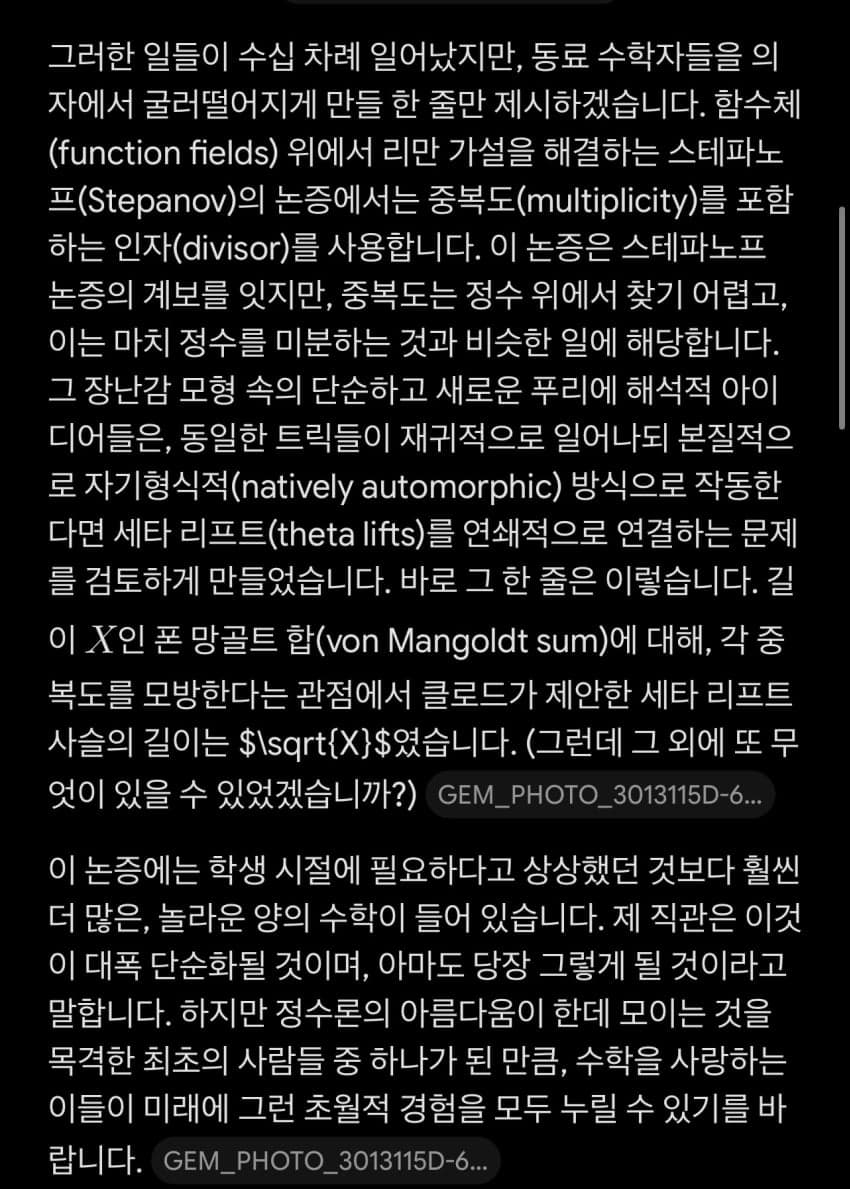 그러한 일들이 수십 차례 일어났지만, 동료 수학자들을 의
자에서 굴러떨어지게 만들 한 줄만 제시하겠습니다. 함수체
(function fields) 위에서 리만 가설을 해결하는 스테파노
프(Stepanov)의 논증에서는 중복도(multiplicity)를 포함
하는 인자(divisor)를 사용합니다. 이 논증은 스테파노프
논증의 계보를 잇지만, 중복도는 정수 위에서 찾기 어렵고,
이는 마치 정수를 미분하는 것과 비슷한 일에 해당합니다.
그 장난감 모형 속의 단순하고 새로운 푸리에 해석적 아이
디어들은, 동일한 트릭들이 재귀적으로 일어나되 본질적으
로 자기형식적(natively automorphic) 방식으로 작동한
다면 세타 리프트(theta lifts)를 연쇄적으로 연결하는 문제
를 검토하게 만들었습니다. 바로 그 한 줄은 이렇습니다. 길
이 X인 폰 망골트 합(von Mangoldt sum)에 대해, 각 중
복도를 모방한다는 관점에서 클로드가 제안한 세타 리프트
사슬의 길이는 $\sqrt{X}$였습니다. (그런데 그 외에 또 무
엇이 있을 수 있었겠습니까?) GEM_PHOTO_3013115D-6...
이 논증에는 학생 시절에 필요하다고 상상했던 것보다 훨씬
더 많은, 놀라운 양의 수학이 들어 있습니다. 제 직관은 이것
이 대폭 단순화될 것이며, 아마도 당장 그렇게 될 것이라고
말합니다. 하지만 정수론의 아름다움이 한데 모이는 것을
목격한 최초의 사람들 중 하나가 된 만큼, 수학을 사랑하는
이들이 미래에 그런 초월적 경험을 모두 누릴 수 있기를 바
랍니다. GEM_PHOTO_3013115D-6...